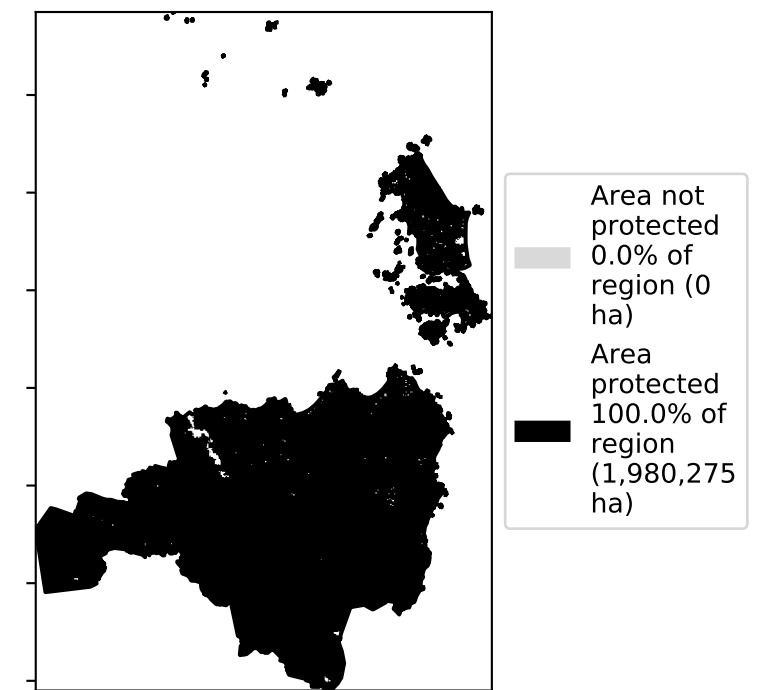 Area not
protected
0.0% of
region (0
ha)
Area
protected
100.0% of
region
(1,980,275
ha)